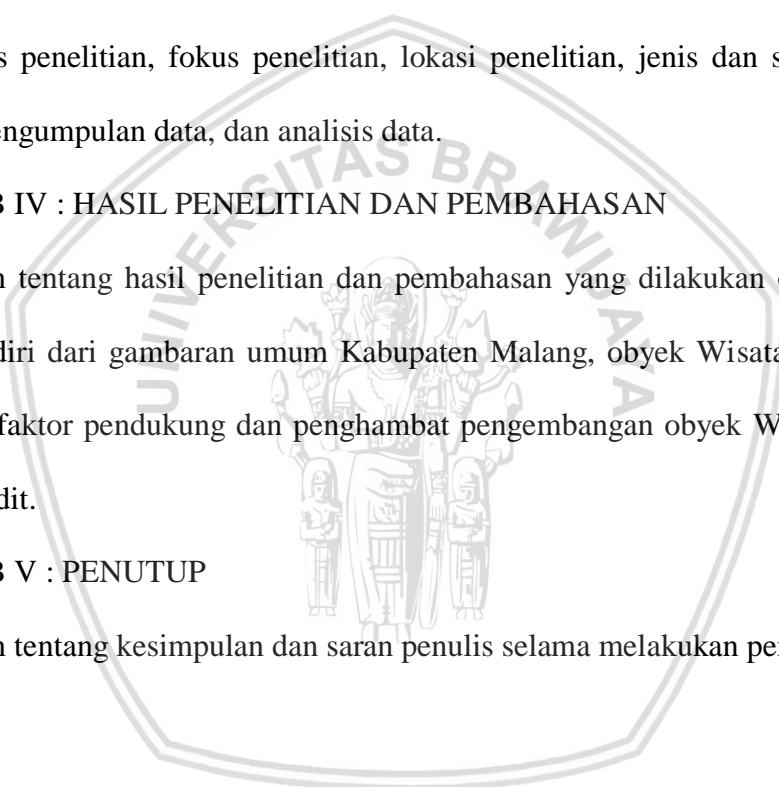 s penelitian, fokus penelitian, lokasi penelitian, jenis dan s
engumpulan data, dan analisis data.
B IV : HASIL PENELITIAN DAN PEMBAHASAN
n tentang hasil penelitian dan pembahasan yang dilakukan
diri dari gambaran umum Kabupaten Malang, obyek Wisata
faktor pendukung dan penghambat pengembangan obyek W
dit.
B V : PENUTUP
n tentang kesimpulan dan saran penulis selama melakukan pe
UNIVERSITAS BRAWIJAYA